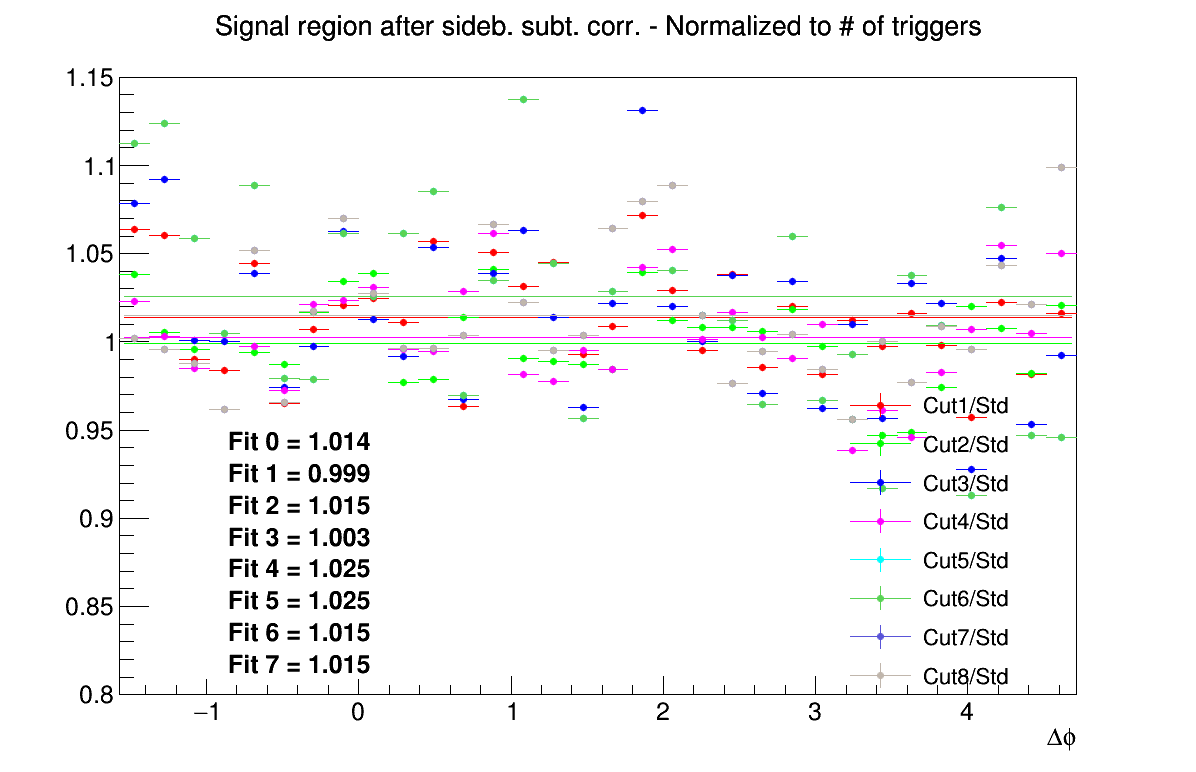 Signal region after sideb. subt. corr. - Normalized to # of triggers
1.15
1.1
1.05
1
0.95
0.9
0.85
0.8
Fit 0 = 1.014
Fit 1 = 0.999
Fit 2 = 1.015
Fit 3 = 1.003
Fit 4 = 1.025
Fit 5 = 1.025
Fit 6 = 1.015
Fit 7 = 1.015
Cut1/Std
Cut2/Std
Cut3/Std
Cut4/Std
Cut5/Std
Cut6/Std
Cut7/Std
Cut8/Std
−1 0 1 2 3 4
Δϕ